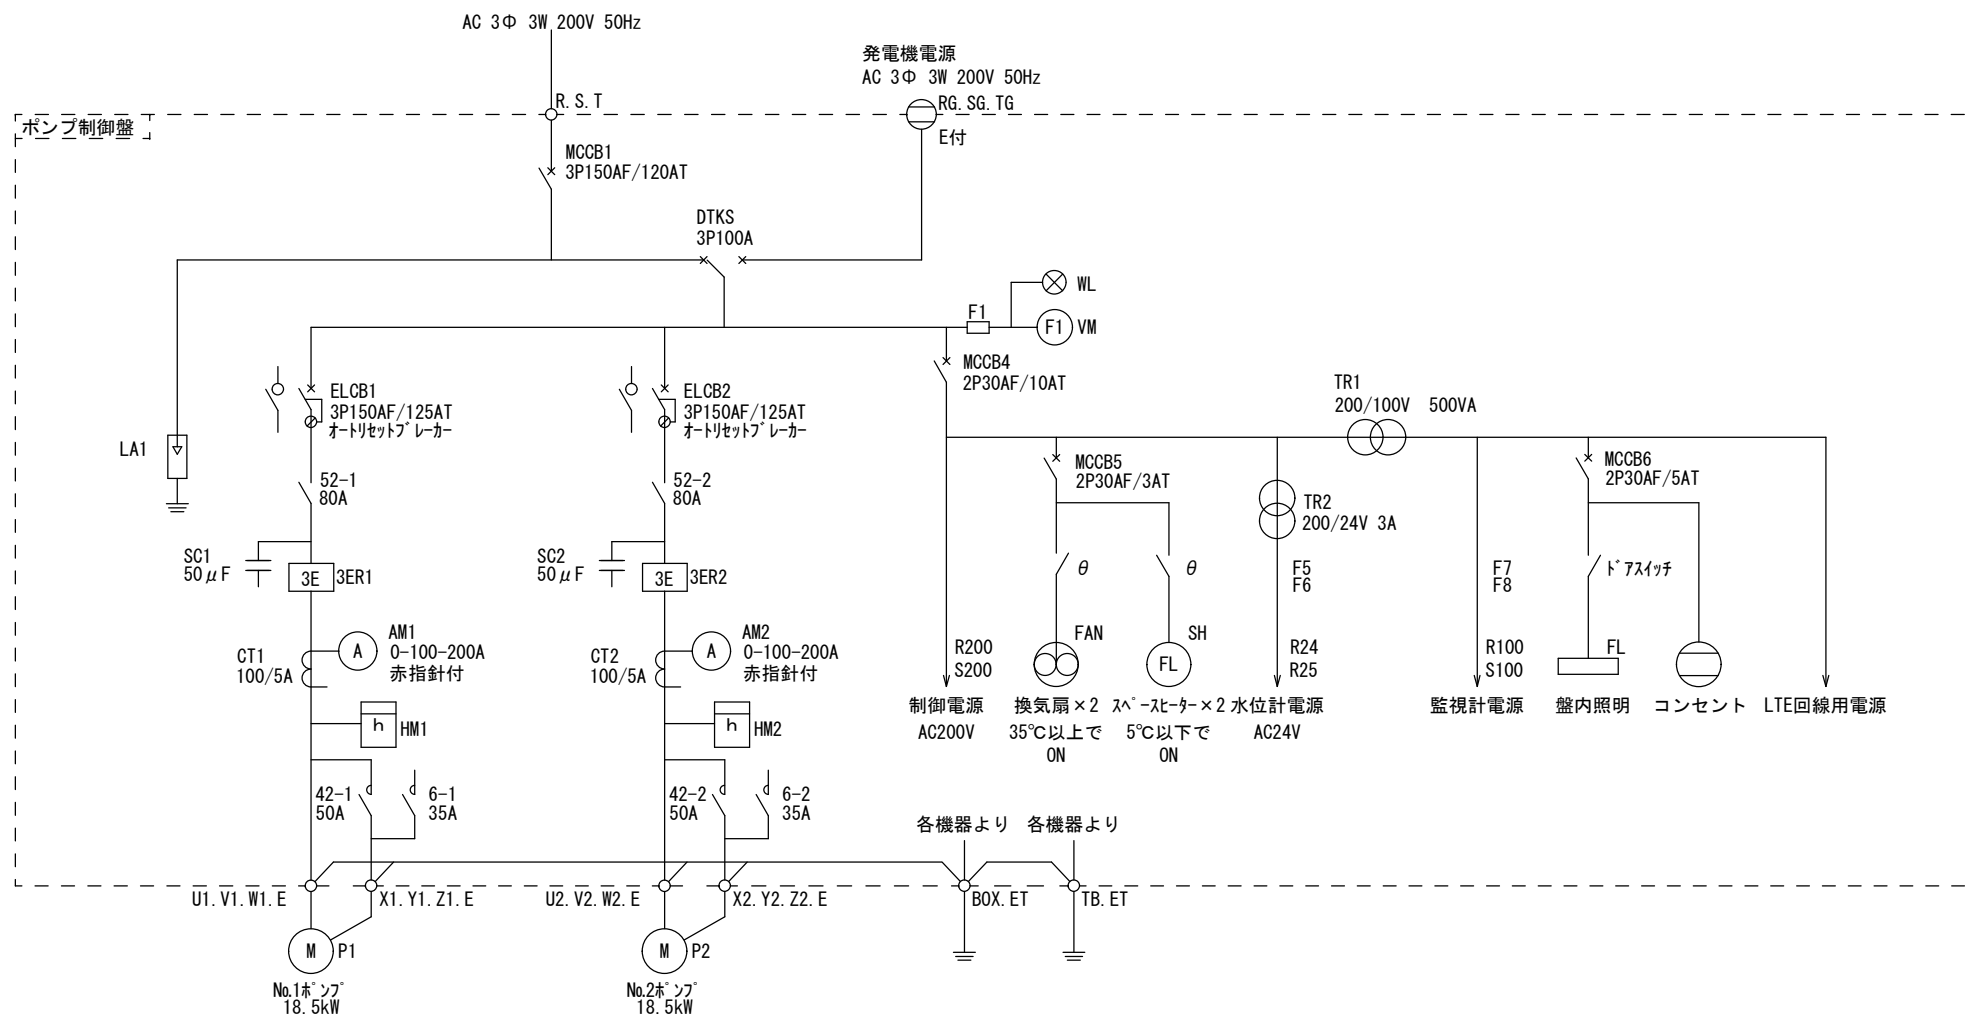 AC 3Φ 3W 200V 50Hz
発電機電源
AC 3Φ 3W 200V 50Hz
R.S.T
RG.SG.TG
E付
ポンプ制御盤
MCCB1
3P150AF/120AT
DTKS
3P100A
WL
F1
F1
VM
ELCB1
3P150AF/125AT
ｵｰﾄﾘｾｯﾄﾌﾞﾚｰｶｰ
ELCB2
3P150AF/125AT
ｵｰﾄﾘｾｯﾄﾌﾞﾚｰｶｰ
MCCB4
2P30AF/10AT
TR1
200/100V 500VA
LA1
52-1
80A
52-2
80A
MCCB5
2P30AF/3AT
TR2
200/24V 3A
MCCB6
2P30AF/5AT
SC1
50μF
3E
3ER1
SC2
50μF
3E
3ER2
θ
θ
F5
F6
F7
F8
ﾄﾞｱｽｲｯﾁ
CT1
100/5A
A
AM1
0-100-200A
赤指針付
CT2
100/5A
A
AM2
0-100-200A
赤指針付
R200
S200
FAN
SH
FL
R24
R25
R100
S100
FL
制御電源
AC200V
換気扇×2
35℃以上で
ON
ｽﾍﾟｰｽﾋｰﾀｰ×2
5℃以下で
ON
水位計電源
AC24V
監視計電源
盤内照明
コンセント
LTE回線用電源
h
HM1
h
HM2
42-1
50A
6-1
35A
42-2
50A
6-2
35A
各機器より
各機器より
U1.V1.W1.E
X1.Y1.Z1.E
U2.V2.W2.E
X2.Y2.Z2.E
BOX.ET
TB.ET
M
P1
M
P2
No.1ﾎﾟﾝﾌﾟ
18.5kW
No.2ﾎﾟﾝﾌﾟ
18.5kW